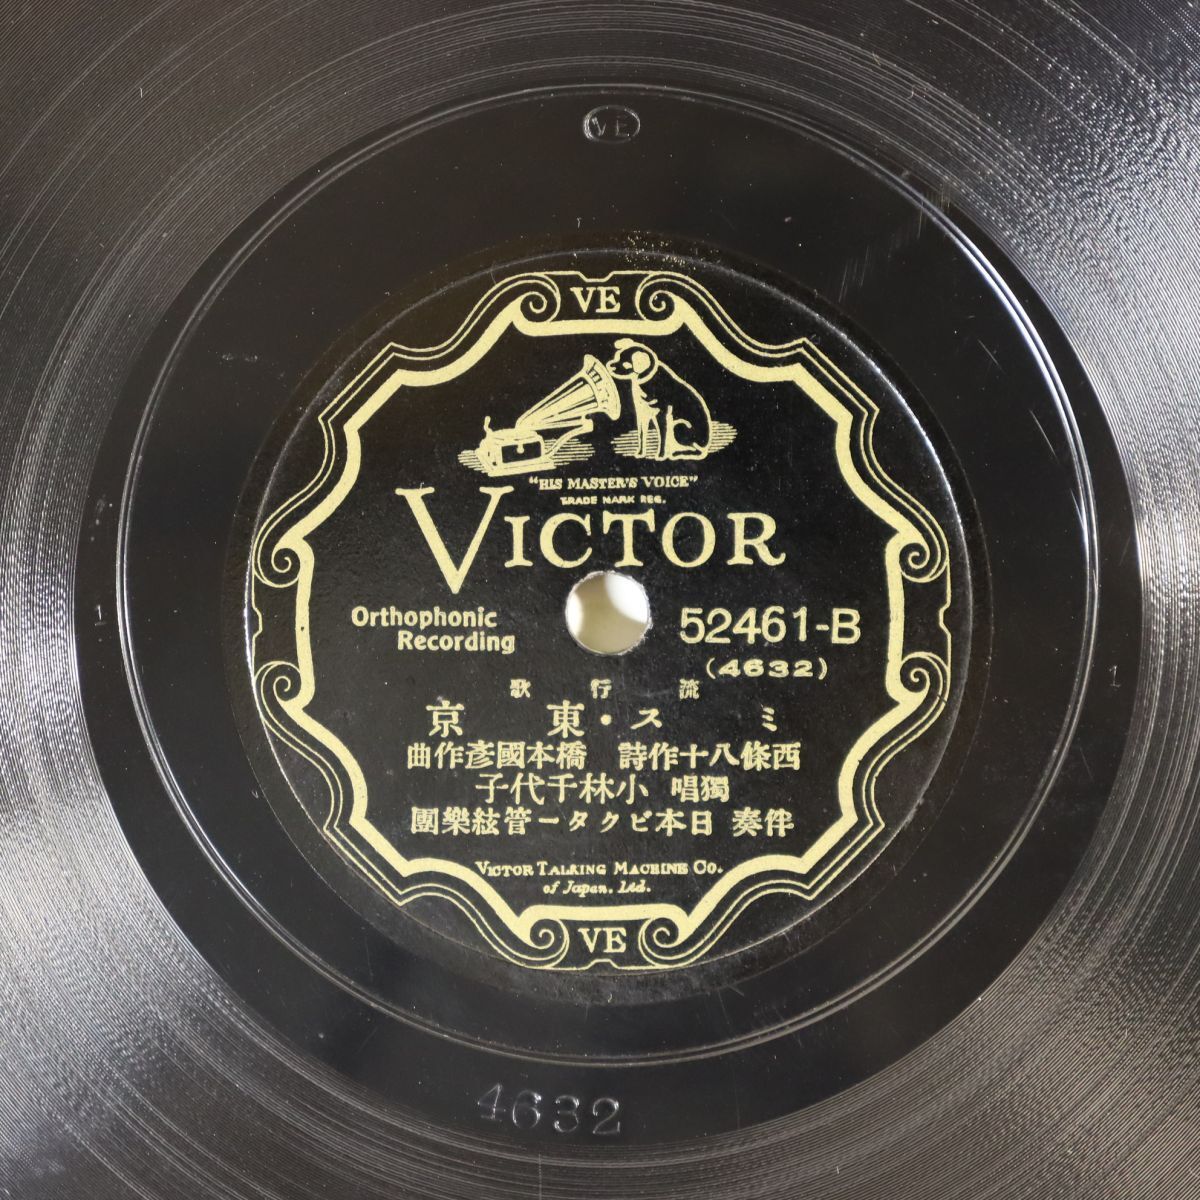 VE
VE
"HIS MASTER'S VOICE"
TRADE MARK REG.
VICTOR
Orthophonic
Recording
52461-B
(4632)
流行歌
ミス・東京
西條八十作詩 橋本國彥作曲
獨唱 小林千代子
伴奏 日本ビクター管絃樂團
VICTOR TALKING MACHINE CO.
of Japan, Ltd.
VE
4632
1